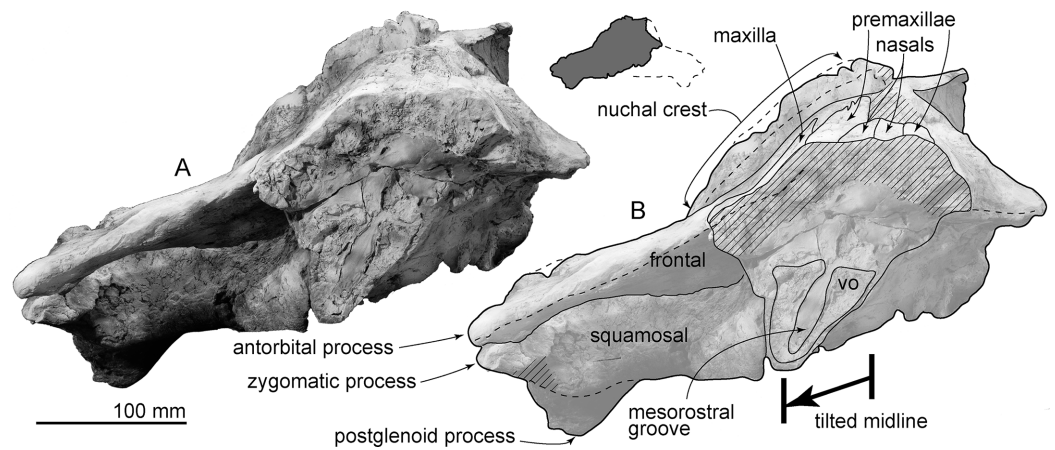 A
100 mm
premaxillae
maxilla
nasals
nuchal crest
B
frontal
vo
squamosal
antorbital process
zygomatic process
mesorostral
groove
tilted midline
postglenoid process